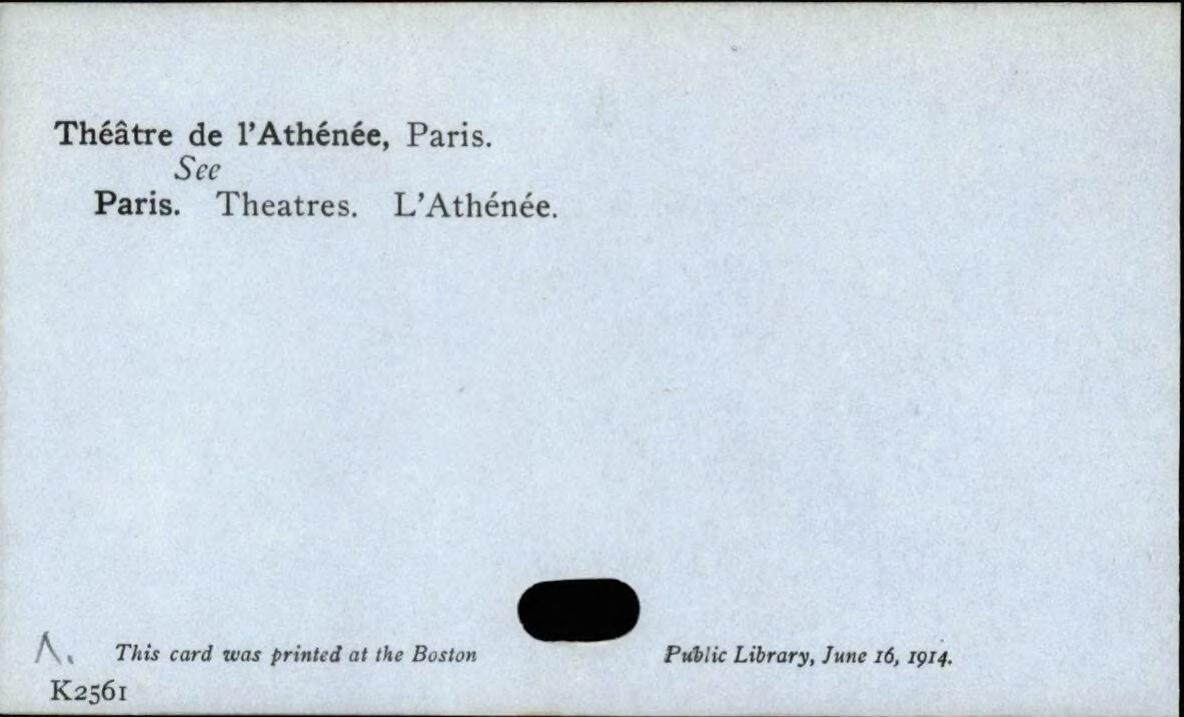 Théâtre de l'Athénée, Paris.
See
Paris. Theatres. L'Athénée.
This card was printed at the Boston Public Library, June 16, 1914.
K2561